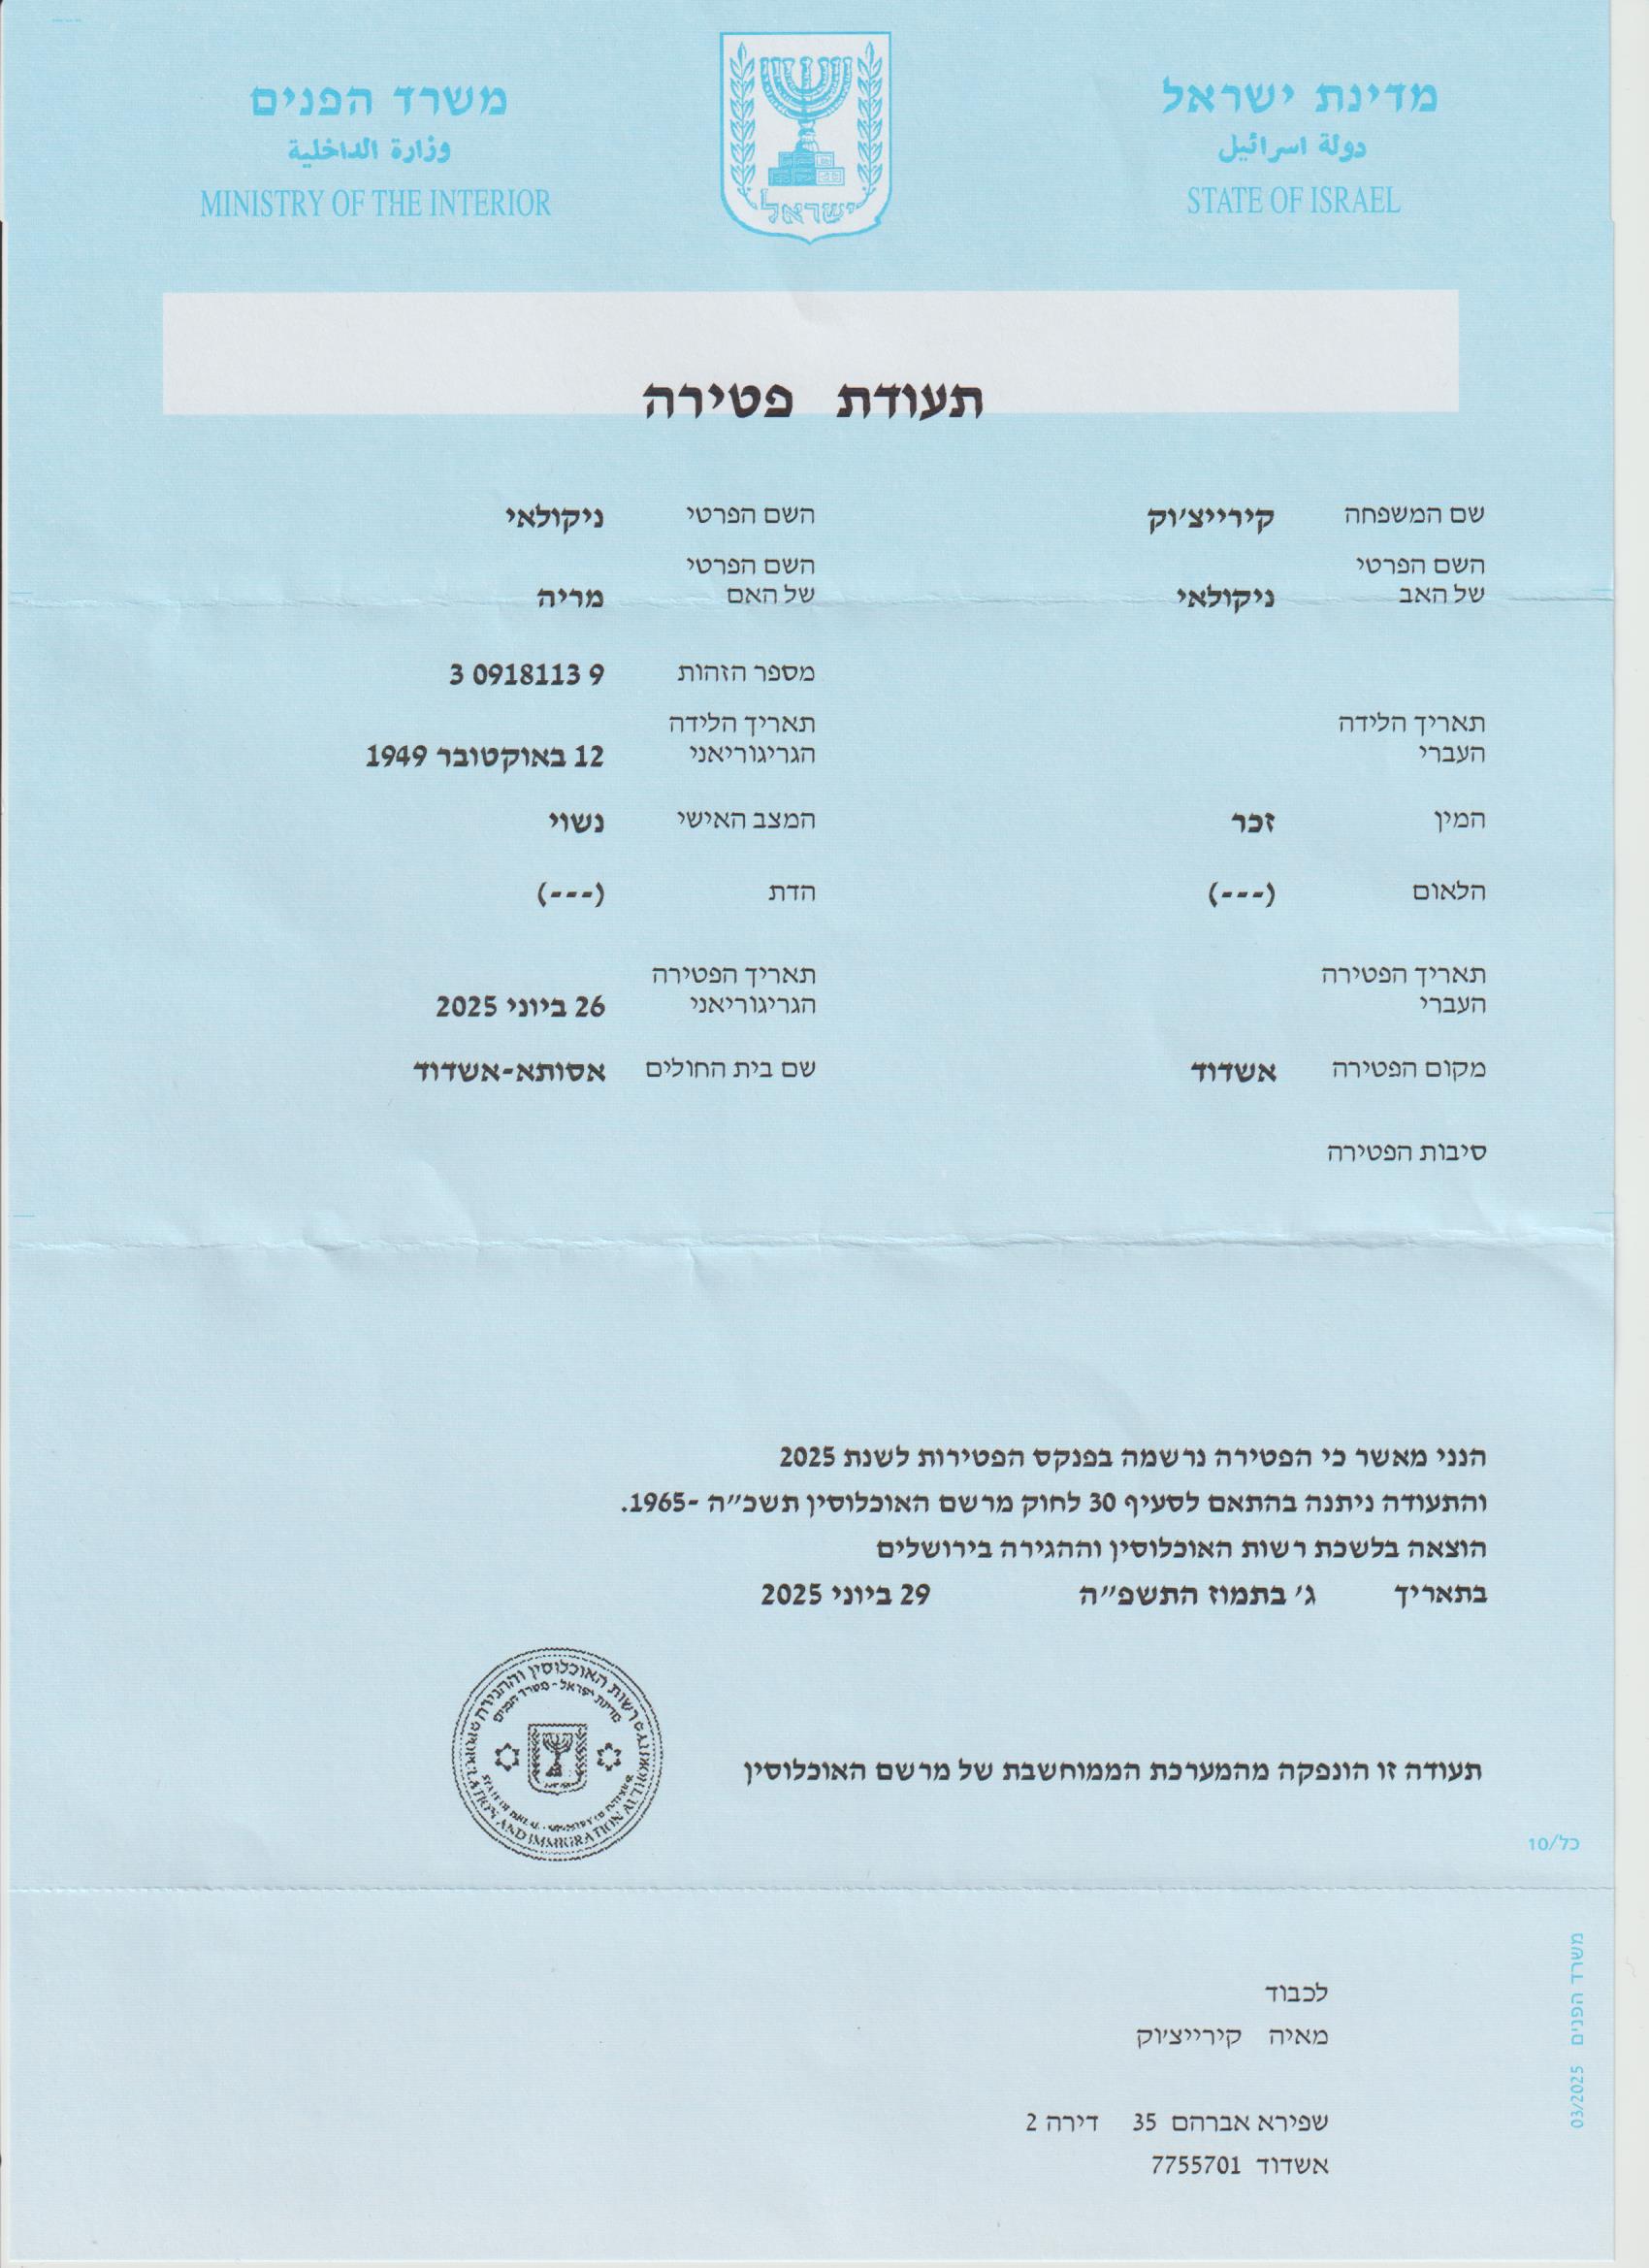 מדינת ישראל
دولة اسرائيل
STATE OF ISRAEL
ישראל
משרד הפנים
وزارة الداخلية
MINISTRY OF THE INTERIOR
תעודת פטירה
שם המשפחה קירייצ'וק השם הפרטי ניקולאי
השם הפרטי השם הפרטי
של האב ניקולאי של האם מריה
מספר הזהות 3 0918113 9
תאריך הלידה תאריך הלידה
העברי הגריגוריאני 12 באוקטובר 1949
המין זכר המצב האישי נשוי
הלאום (---) הדת (---)
תאריך הפטירה תאריך הפטירה
העברי הגריגוריאני 26 ביוני 2025
מקום הפטירה אשדוד שם בית החולים אסותא-אשדוד
סיבות הפטירה
הנני מאשר כי הפטירה נרשמה בפנקס הפטירות לשנת 2025
והתעודה ניתנה בהתאם לסעיף 30 לחוק מרשם האוכלוסין תשכ"ה -1965.
הוצאה בלשכת רשות האוכלוסין וההגירה בירושלים
בתאריך ג' בתמוז התשפ"ה 29 ביוני 2025
רשות האוכלוסין וההגירה
מדינת ישראל - משרד הפנים
STATE OF ISRAEL - MINISTRY OF INTERIOR
POPULATION AND IMMIGRATION AUTHORITY
תעודה זו הונפקה מהמערכת הממוחשבת של מרשם האוכלוסין
כל/10
משרד הפנים 03/2025
לכבוד
מאיה קירייצ'וק
שפירא אברהם 35 דירה 2
אשדוד 7755701